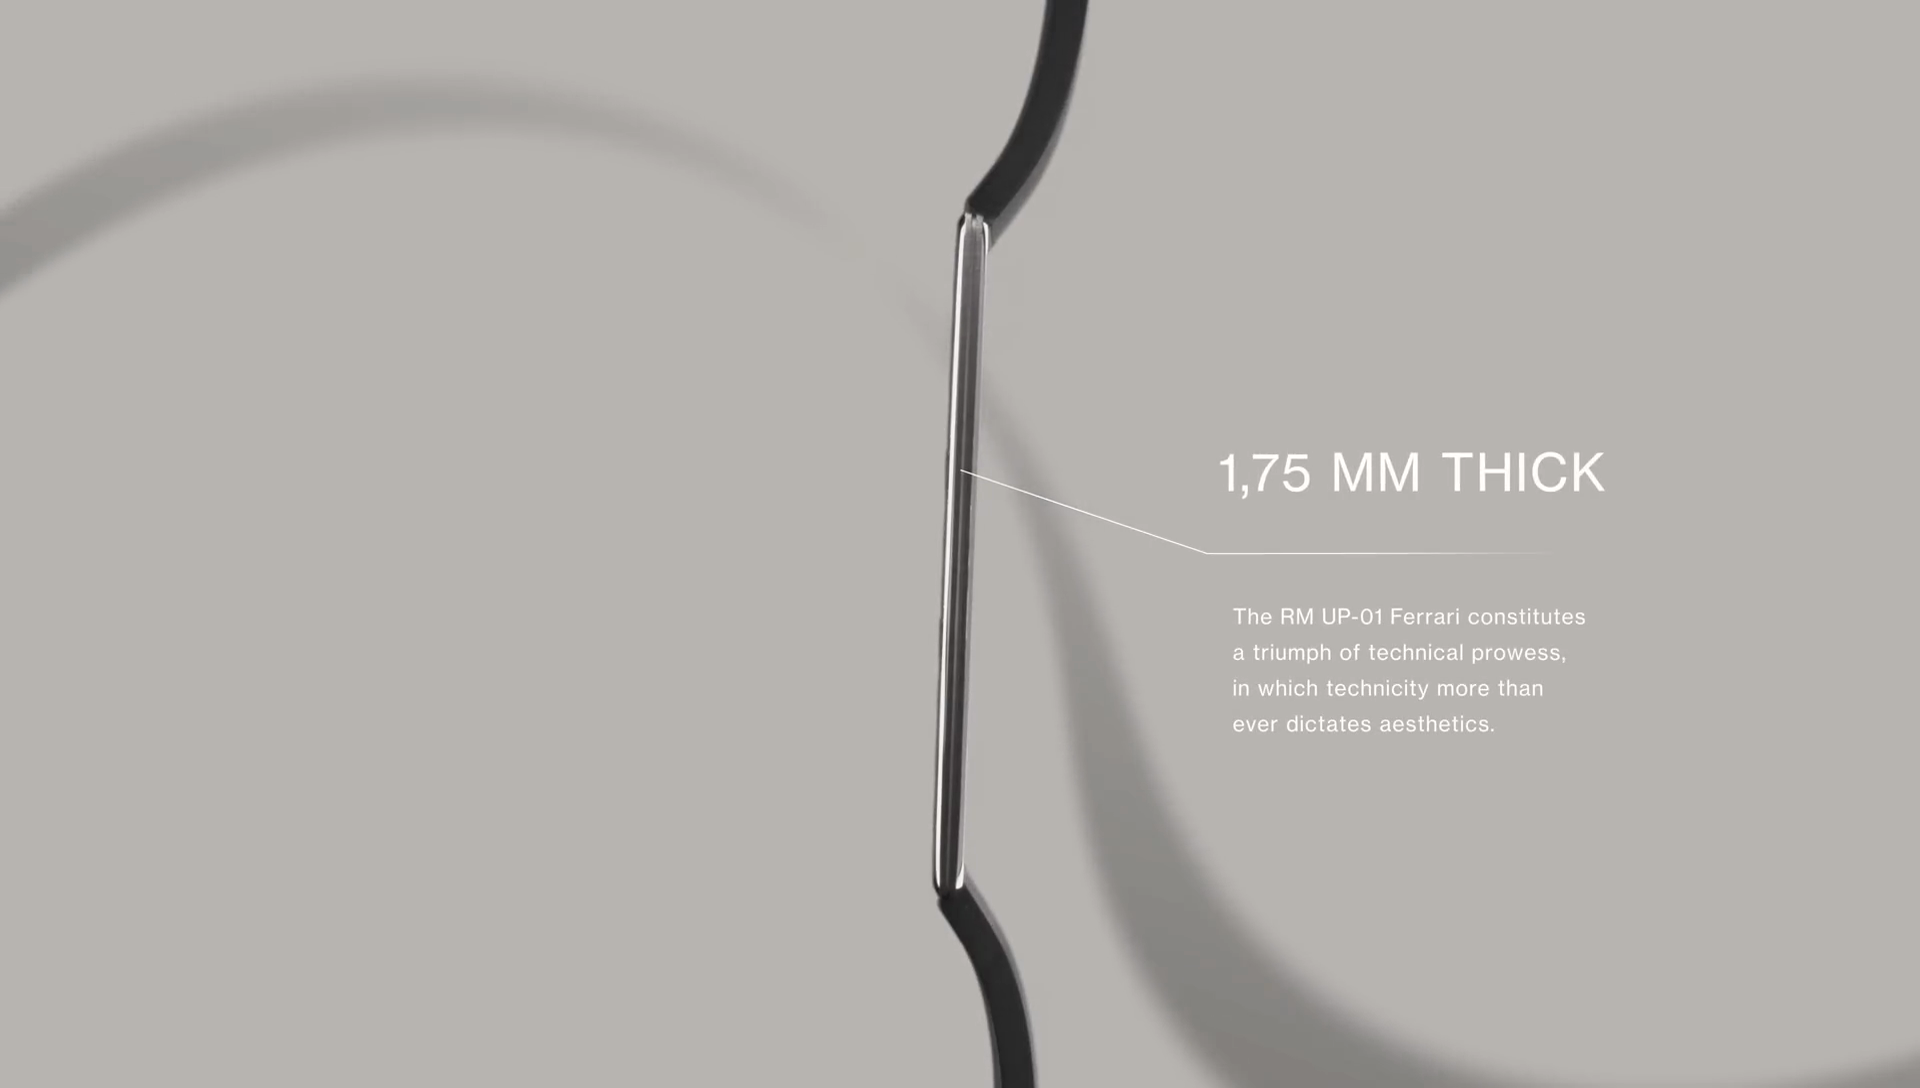 1,75 MM THICK
The RM UP-01 Ferrari constitutes
a triumph of technical prowess,
in which technicity more than
ever dictates aesthetics.